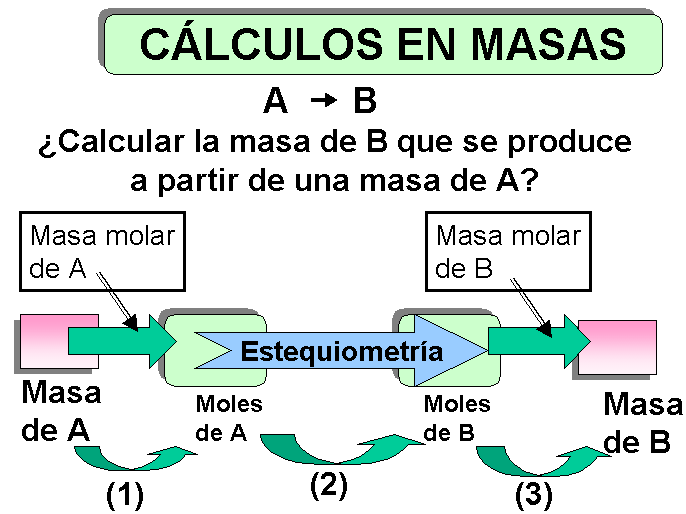 CÁLCULOS EN MASAS
A → B
¿Calcular la masa de B que se produce
a partir de una masa de A?
Masa molar
de A
Masa molar
de B
Estequiometría
Masa
de A
Moles
de A
Moles
de B
Masa
de B
(1)
(2)
(3)